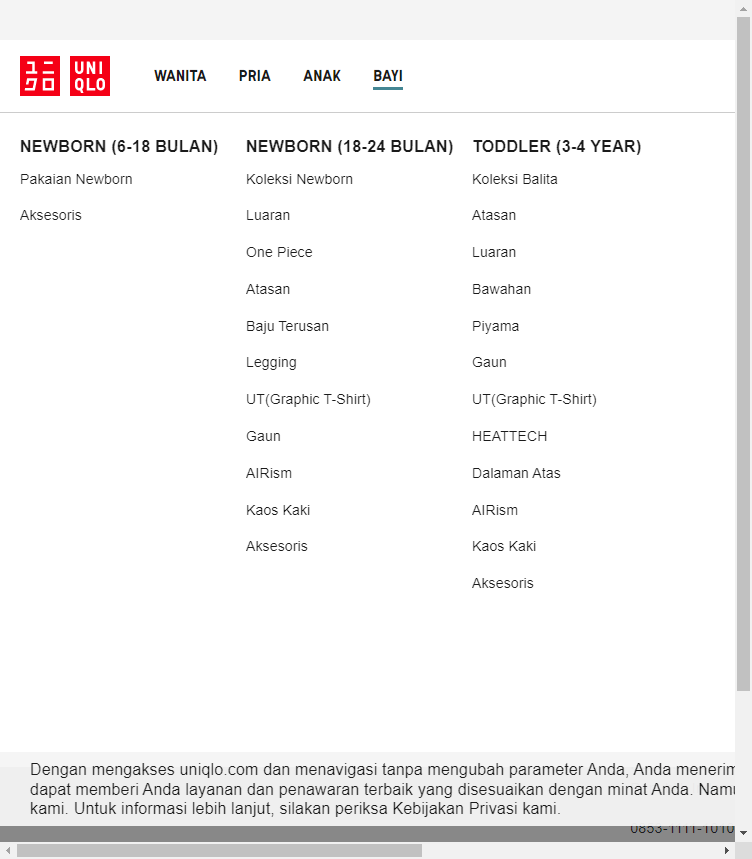 ユニ UNI
クロ QLO
WANITA PRIA ANAK BAYI
NEWBORN (6-18 BULAN)
Pakaian Newborn
Aksesoris
NEWBORN (18-24 BULAN)
Koleksi Newborn
Luaran
One Piece
Atasan
Baju Terusan
Legging
UT(Graphic T-Shirt)
Gaun
AIRism
Kaos Kaki
Aksesoris
TODDLER (3-4 YEAR)
Koleksi Balita
Atasan
Luaran
Bawahan
Piyama
Gaun
UT(Graphic T-Shirt)
HEATTECH
Dalaman Atas
AIRism
Kaos Kaki
Aksesoris
Dengan mengakses uniqlo.com dan menavigasi tanpa mengubah parameter Anda, Anda
dapat memberi Anda layanan dan penawaran terbaik yang disesuaikan dengan minat Anda.
kami. Untuk informasi lebih lanjut, silakan periksa Kebijakan Privasi kami.
0853-1111-1010